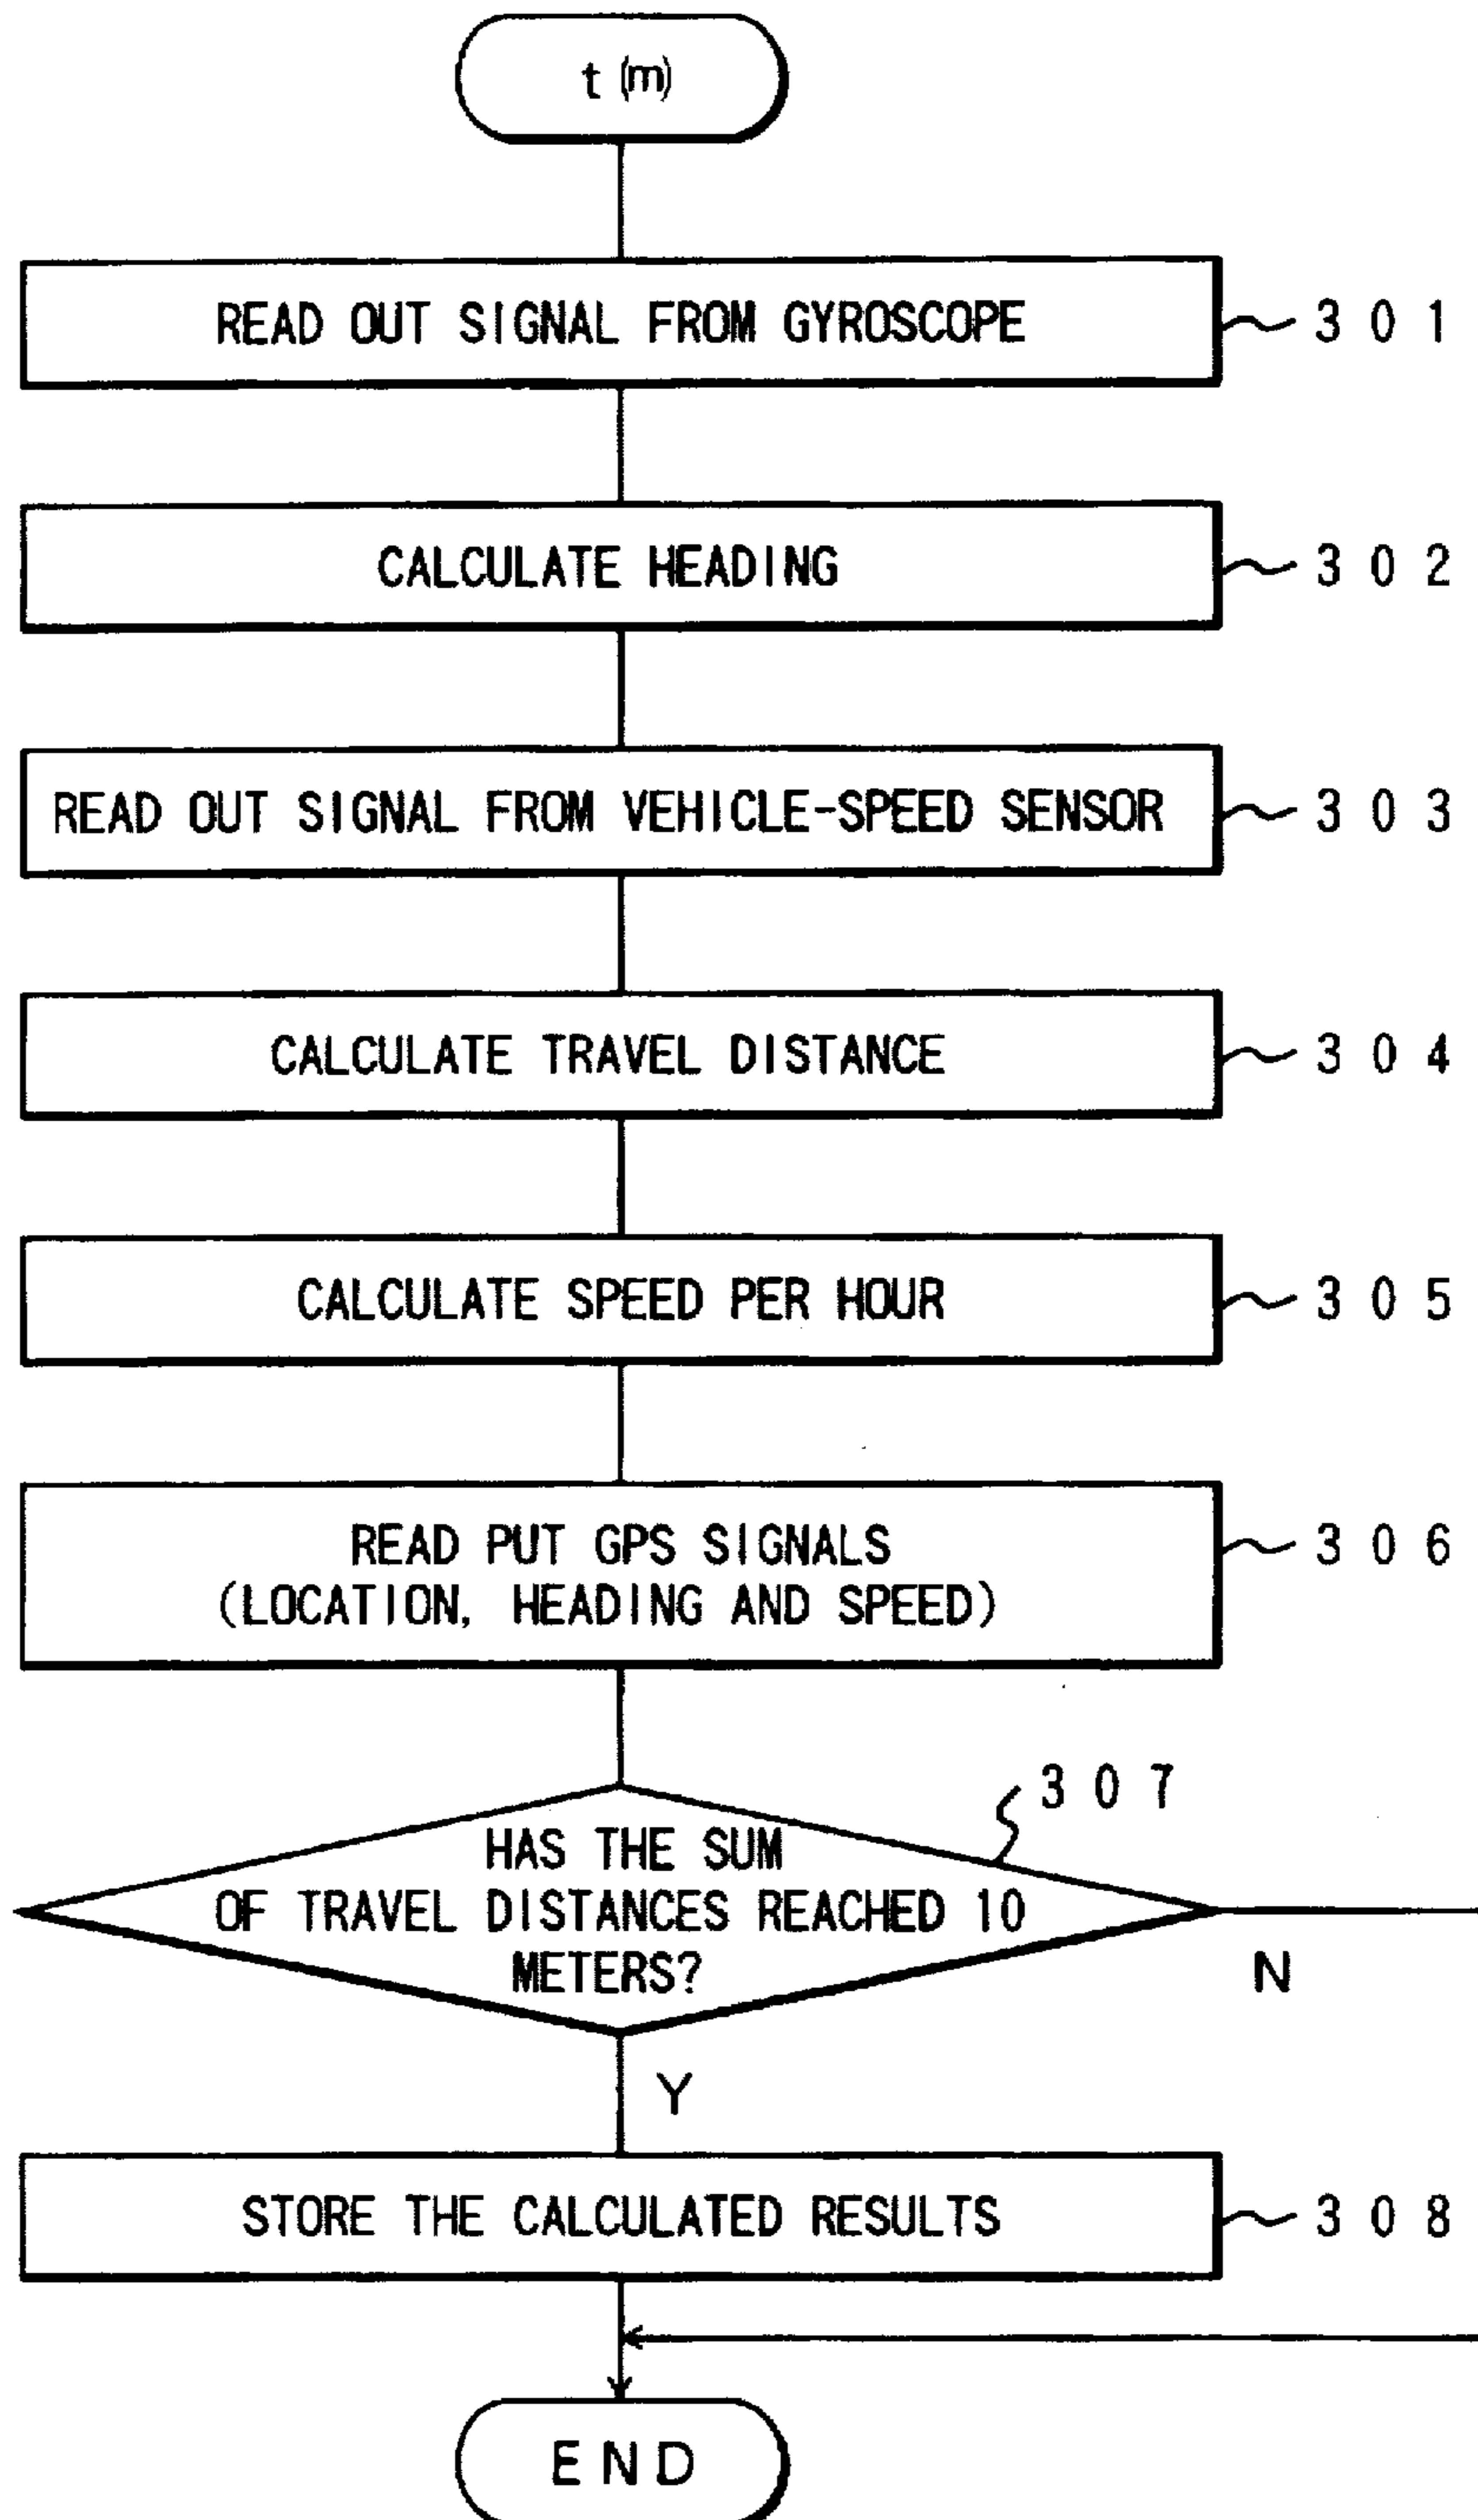 t (m)
READ OUT SIGNAL FROM GYROSCOPE
301
CALCULATE HEADING
302
READ OUT SIGNAL FROM VEHICLE-SPEED SENSOR
303
CALCULATE TRAVEL DISTANCE
304
CALCULATE SPEED PER HOUR
305
READ PUT GPS SIGNALS
306
(LOCATION, HEADING AND SPEED)
307
HAS THE SUM
OF TRAVEL DISTANCES REACHED 10
METERS?
N
Y
STORE THE CALCULATED RESULTS
308
END